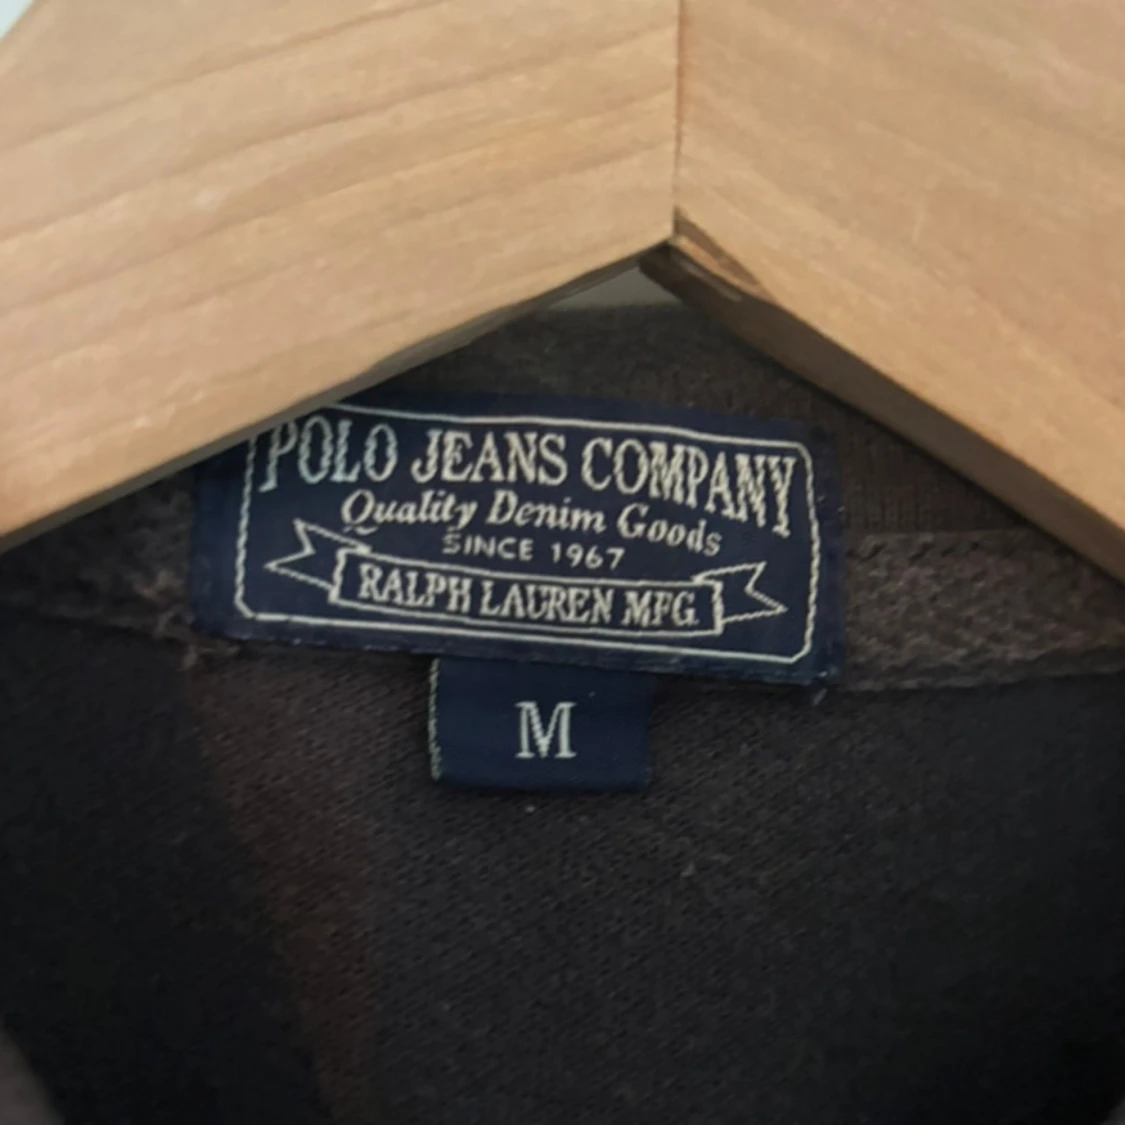 POLO JEANS COMPANY
Quality Denim Goods
SINCE 1967
RALPH LAUREN MFG.
M